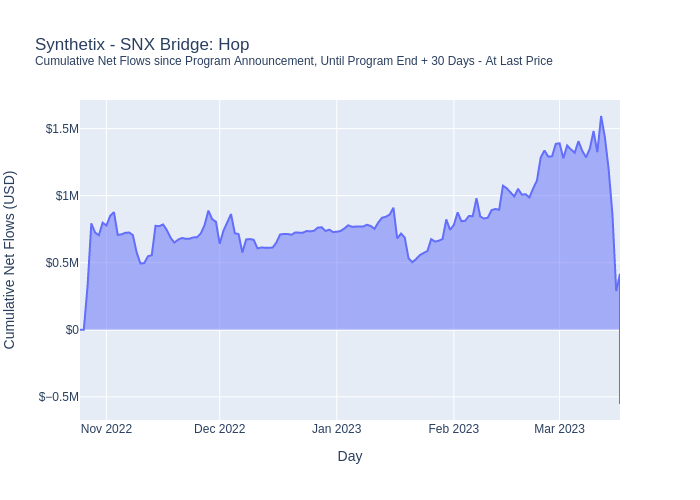 Synthetix - SNX Bridge: Hop
Cumulative Net Flows since Program Announcement, Until Program End + 30 Days - At Last Price
Cumulative Net Flows (USD)
$1.5M
$1M
$0.5M
$0
$−0.5M
Nov 2022
Dec 2022
Jan 2023
Feb 2023
Mar 2023
Day